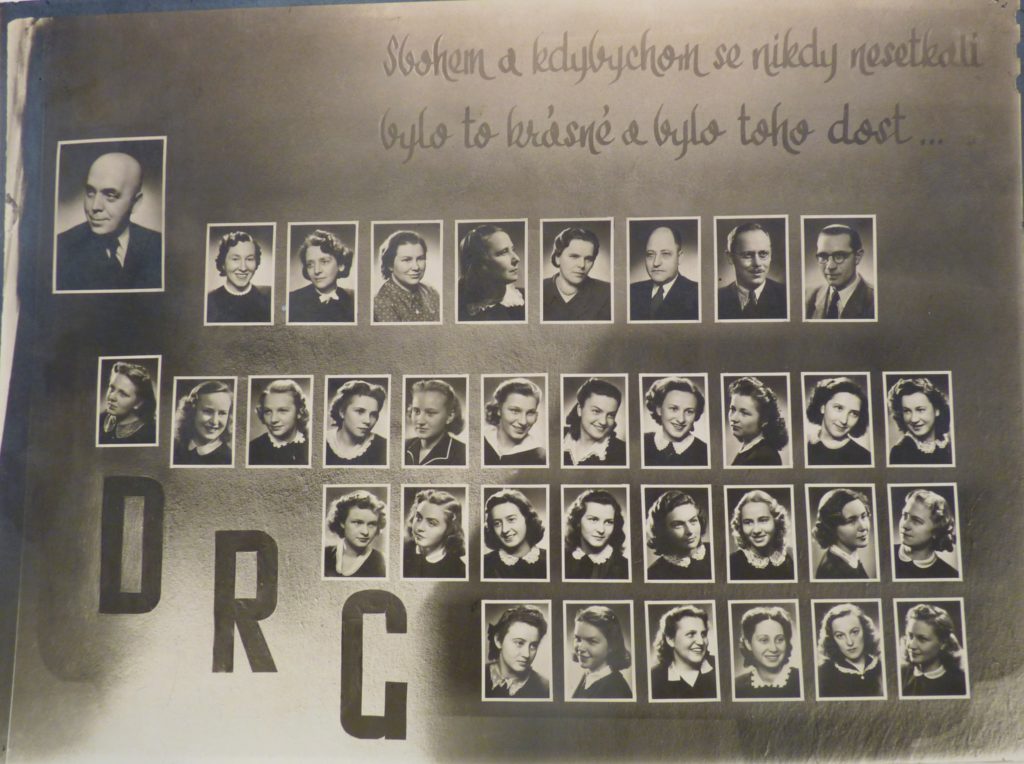 Sbohem a kdybychom se nikdy nesetkali
bylo to krásné a bylo toho dost ...
D
R
G